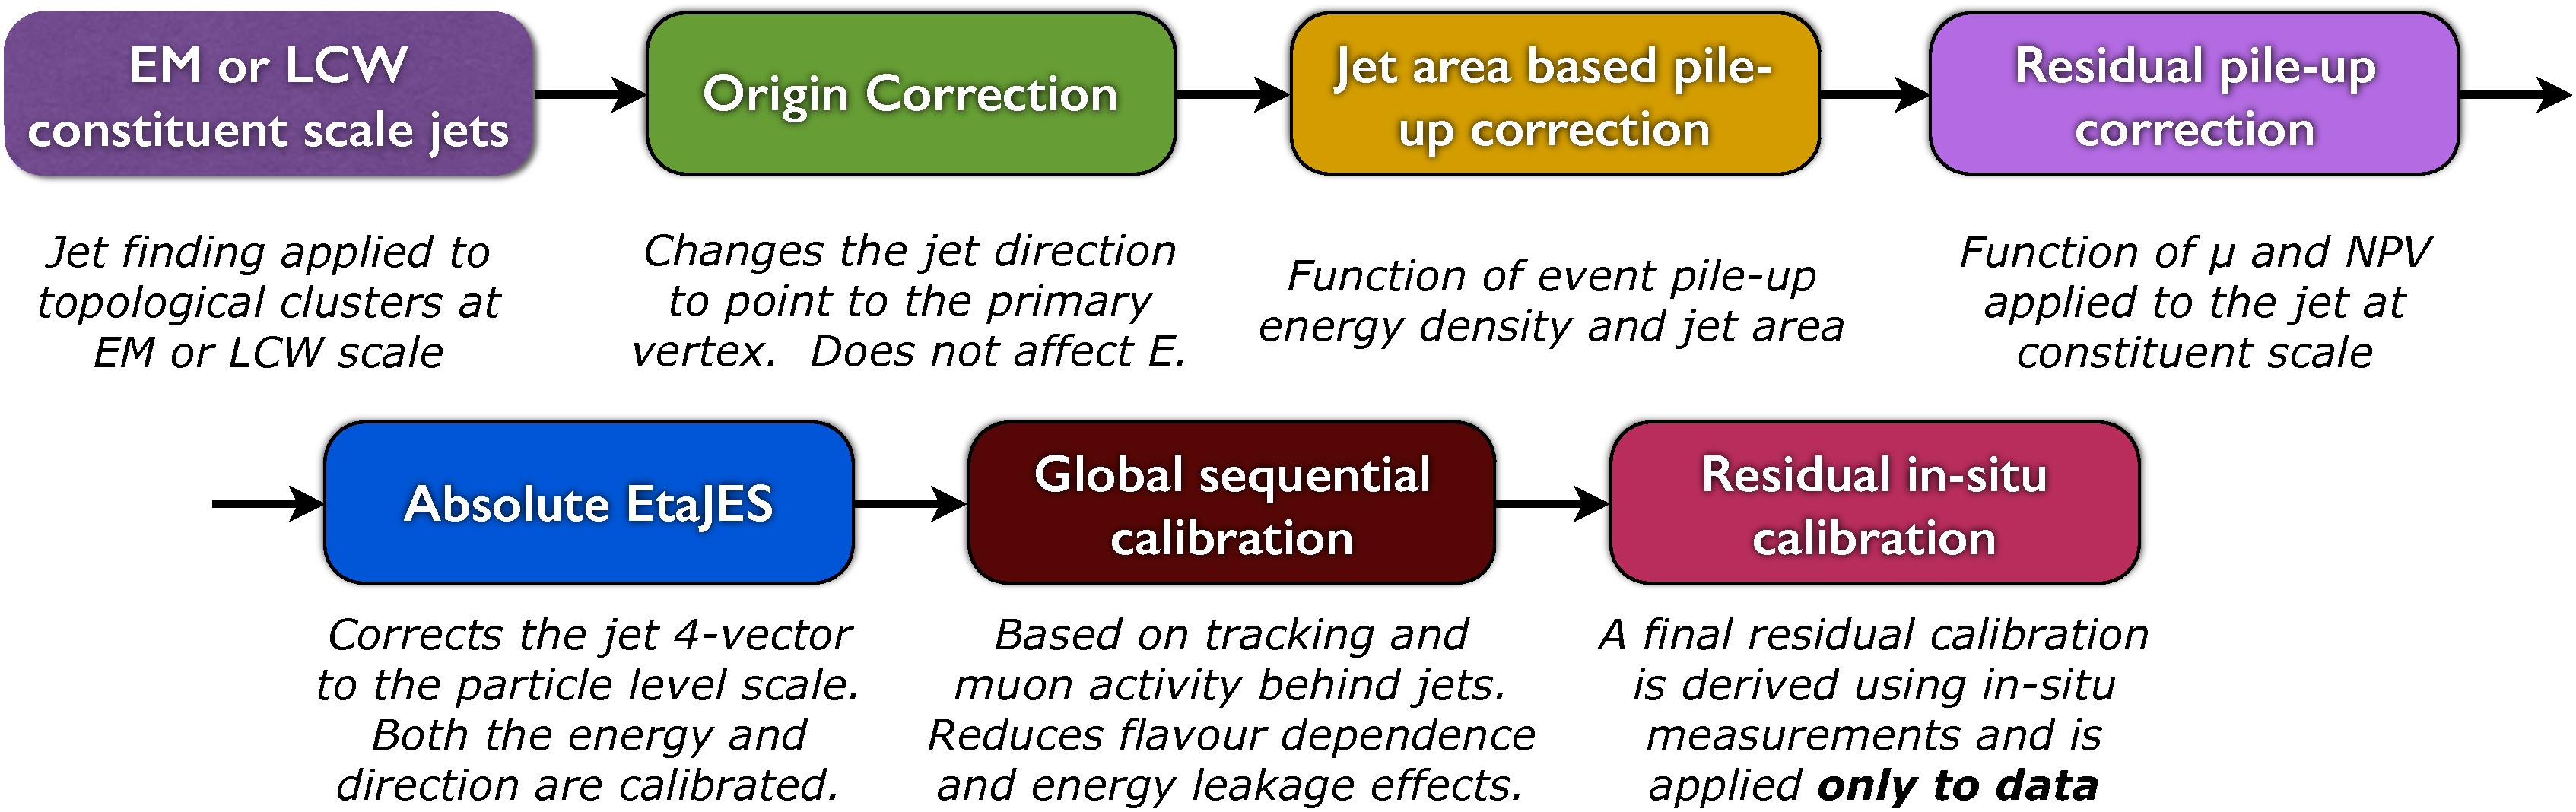 EM or LCW
constituent scale jets
Origin Correction
Jet area based pile-
up correction
Residual pile-up
correction
Jet finding applied to
topological clusters at
EM or LCW scale
Changes the jet direction
to point to the primary
vertex.  Does not affect E.
Function of event pile-up
energy density and jet area
Function of µ and NPV
applied to the jet at
constituent scale
Absolute EtaJES
Global sequential
calibration
Residual in-situ
calibration
Corrects the jet 4-vector
to the particle level scale.
Both the energy and
direction are calibrated.
Based on tracking and
muon activity behind jets.
Reduces flavour dependence
and energy leakage effects.
A final residual calibration
is derived using in-situ
measurements and is
applied only to data